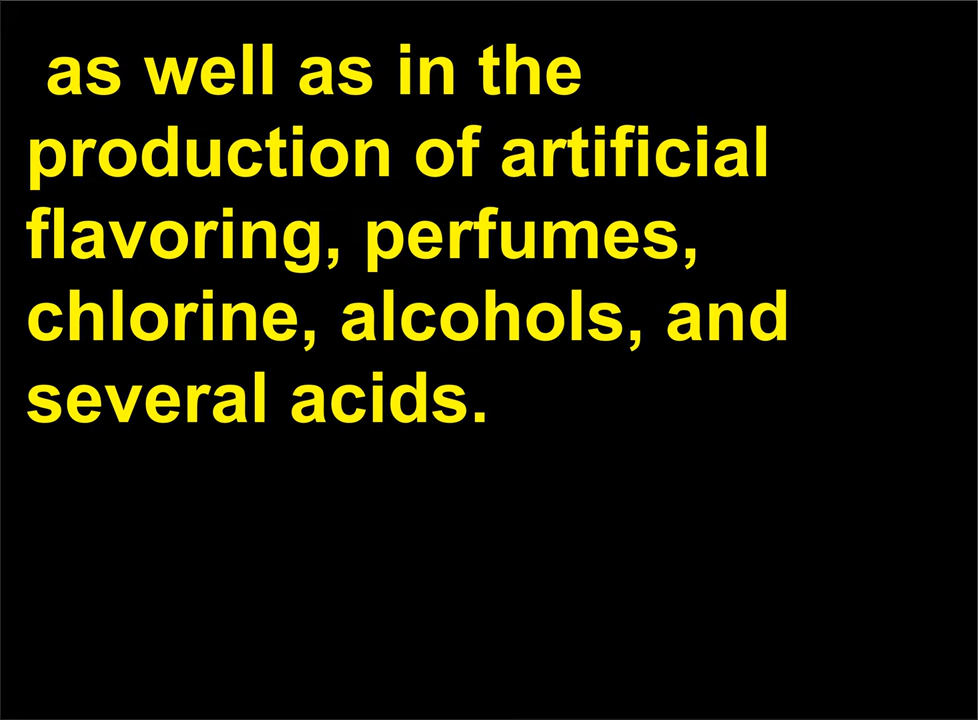 as well as in the
production of artificial
flavoring, perfumes,
chlorine, alcohols, and
several acids.